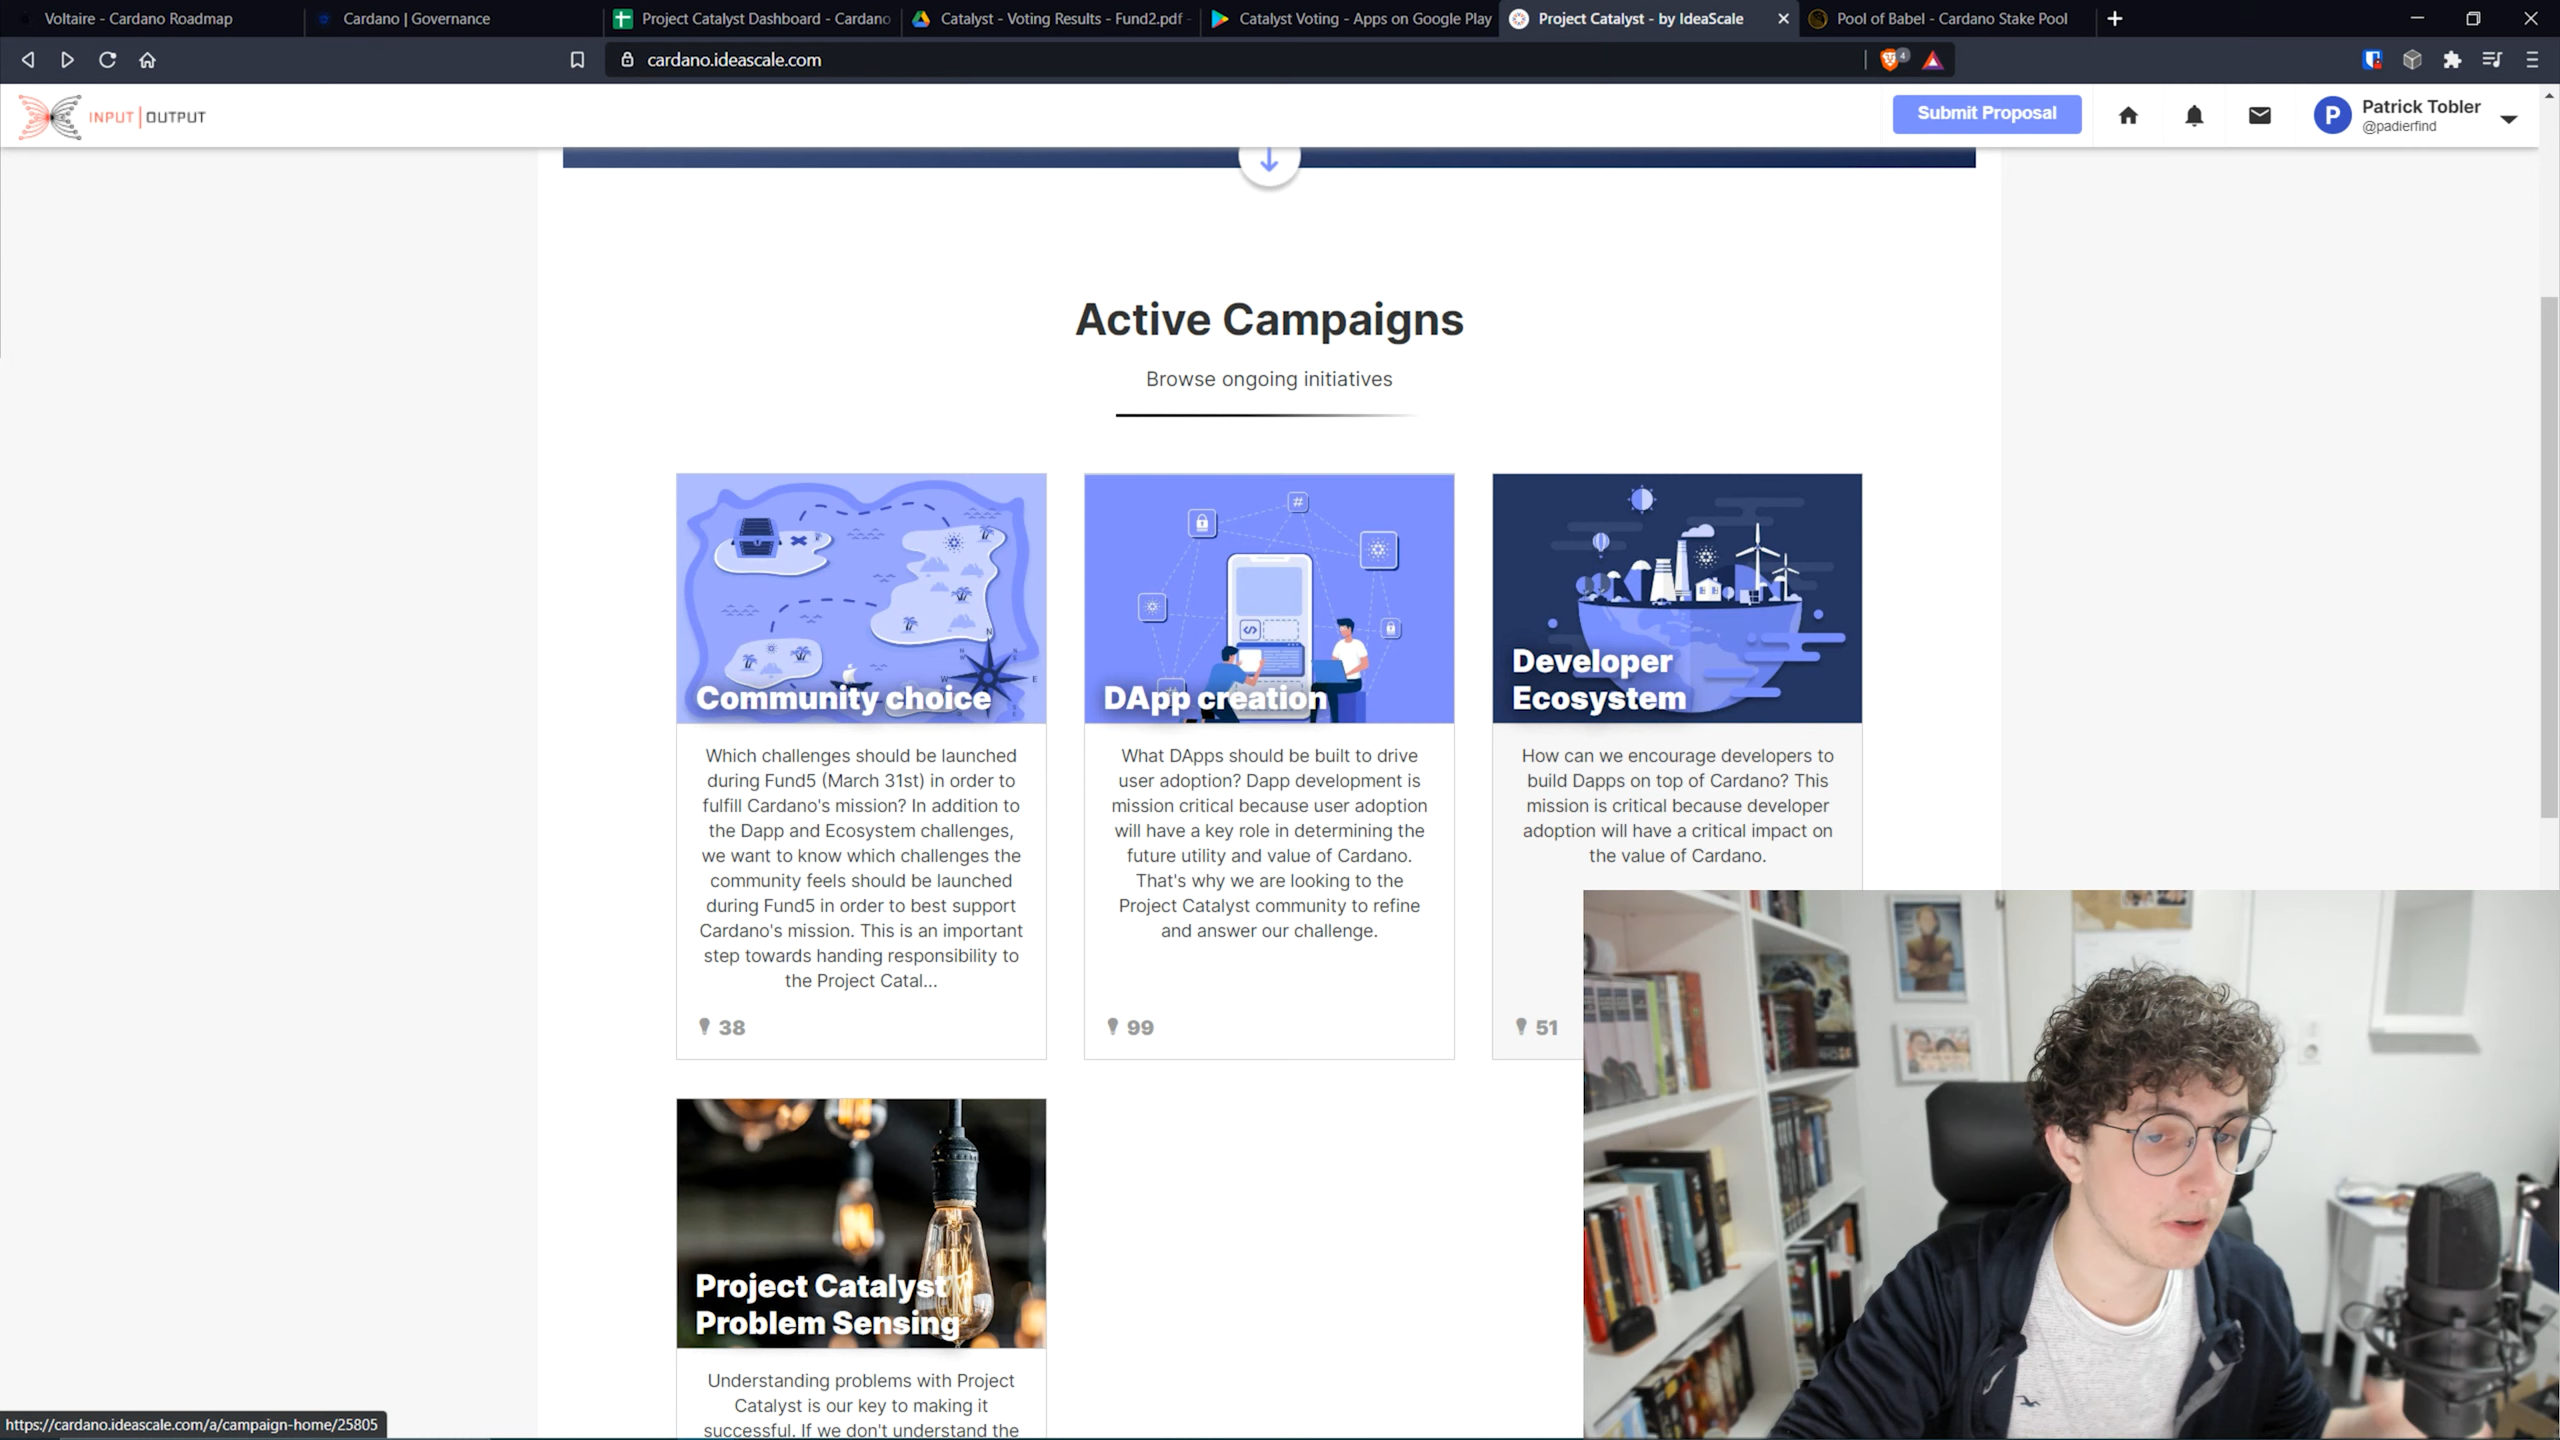 Voltaire - Cardano Roadmap
Cardano | Governance
Project Catalyst Dashboard - Cardano
Catalyst - Voting Results - Fund2.pdf -
Catalyst Voting - Apps on Google Play
Project Catalyst - by IdeaScale
Pool of Babel - Cardano Stake Pool
cardano.ideascale.com
4
INPUT | OUTPUT
Submit Proposal
P
Patrick Tobler
@padierfind
Active Campaigns
Browse ongoing initiatives
N
W
E
Community choice
Which challenges should be launched
during Fund5 (March 31st) in order to
fulfill Cardano's mission? In addition to
the Dapp and Ecosystem challenges,
we want to know which challenges the
community feels should be launched
during Fund5 in order to best support
Cardano's mission. This is an important
step towards handing responsibility to
the Project Catal...
38
#
</>
DApp creation
What DApps should be built to drive
user adoption? Dapp development is
mission critical because user adoption
will have a key role in determining the
future utility and value of Cardano.
That's why we are looking to the
Project Catalyst community to refine
and answer our challenge.
99
Developer
Ecosystem
How can we encourage developers to
build Dapps on top of Cardano? This
mission is critical because developer
adoption will have a critical impact on
the value of Cardano.
51
Project Catalyst
Problem Sensing
Understanding problems with Project
Catalyst is our key to making it
successful. If we don't understand the
https://cardano.ideascale.com/a/campaign-home/25805